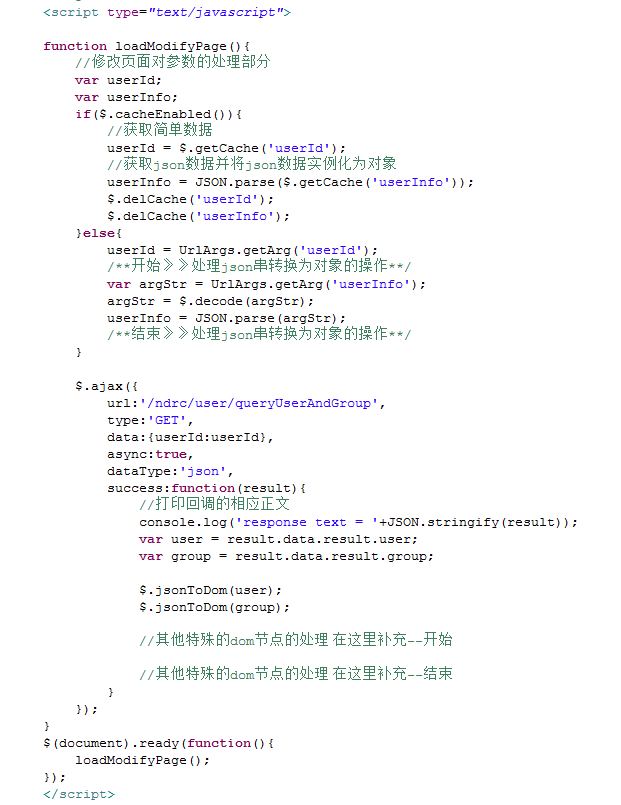 <script type="text/javascript">
function loadModifyPage(){
//修改页面对参数的处理部分
var userId;
var userInfo;
if($.cacheEnabled()){
//获取简单数据
userId = $.getCache('userId');
//获取json数据并将json数据实例化为对象
userInfo = JSON.parse($.getCache('userInfo'));
$.delCache('userId');
$.delCache('userInfo');
}else{
userId = UrlArgs.getArg('userId');
/**开始》》处理json串转换为对象的操作**/
var argStr = UrlArgs.getArg('userInfo');
argStr = $.decode(argStr);
userInfo = JSON.parse(argStr);
/**结束》》处理json串转换为对象的操作**/
}
$.ajax({
url:'/ndrc/user/queryUserAndGroup',
type:'GET',
data:{userId:userId},
async:true,
dataType:'json',
success:function(result){
//打印回调的相应正文
console.log('response text = '+JSON.stringify(result));
var user = result.data.result.user;
var group = result.data.result.group;
$.jsonToDom(user);
$.jsonToDom(group);
//其他特殊的dom节点的处理 在这里补充--开始
//其他特殊的dom节点的处理 在这里补充--结束
}
});
}
$(document).ready(function(){
loadModifyPage();
});
</script>